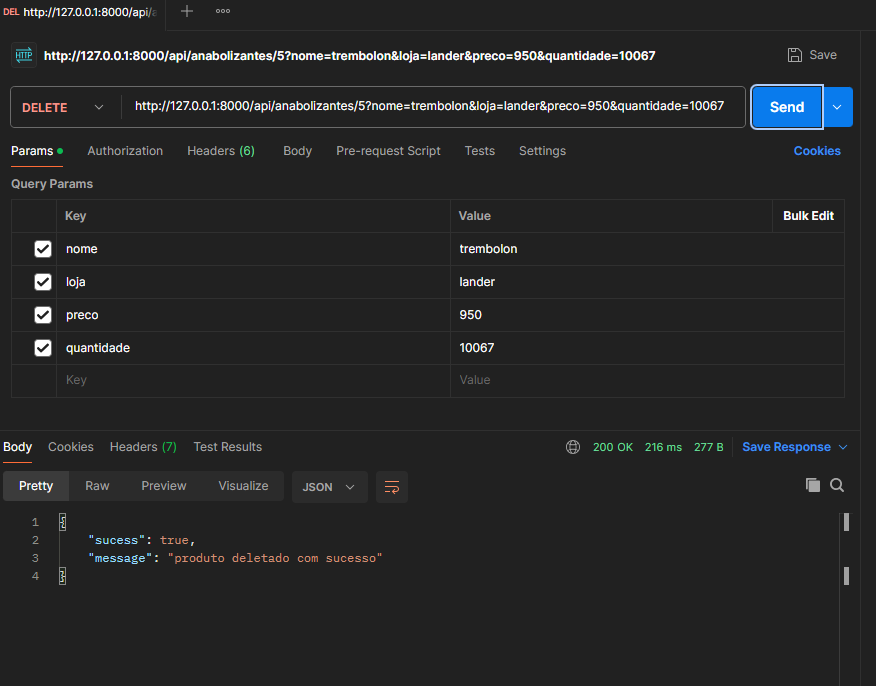 DEL http://127.0.0.1:8000/api/a
HTTP http://127.0.0.1:8000/api/anabolizantes/5?nome=trembolon&loja=lander&preco=950&quantidade=10067 Save
DELETE http://127.0.0.1:8000/api/anabolizantes/5?nome=trembolon&loja=lander&preco=950&quantidade=10067 Send
Params Authorization Headers (6) Body Pre-request Script Tests Settings Cookies
Query Params
Key Value Bulk Edit
nome trembolon
loja lander
preco 950
quantidade 10067
Key Value
Body Cookies Headers (7) Test Results 200 OK 216 ms 277 B Save Response
Pretty Raw Preview Visualize JSON
1 {
2 "sucess": true,
3 "message": "produto deletado com sucesso"
4 }